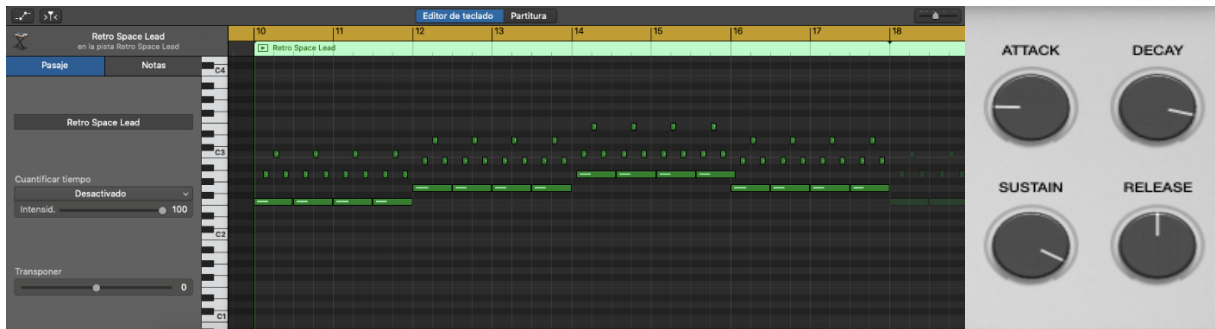 Editor de teclado Partitura
Retro Space Lead
en la pista Retro Space Lead
10 11 12 13 14 15 16 17 18
Retro Space Lead
Pasaje Notas
C4
Retro Space Lead
C3
Cuantificar tiempo
Desactivado
Intensid. 100
C2
Transponer
0
C1
ATTACK DECAY
SUSTAIN RELEASE